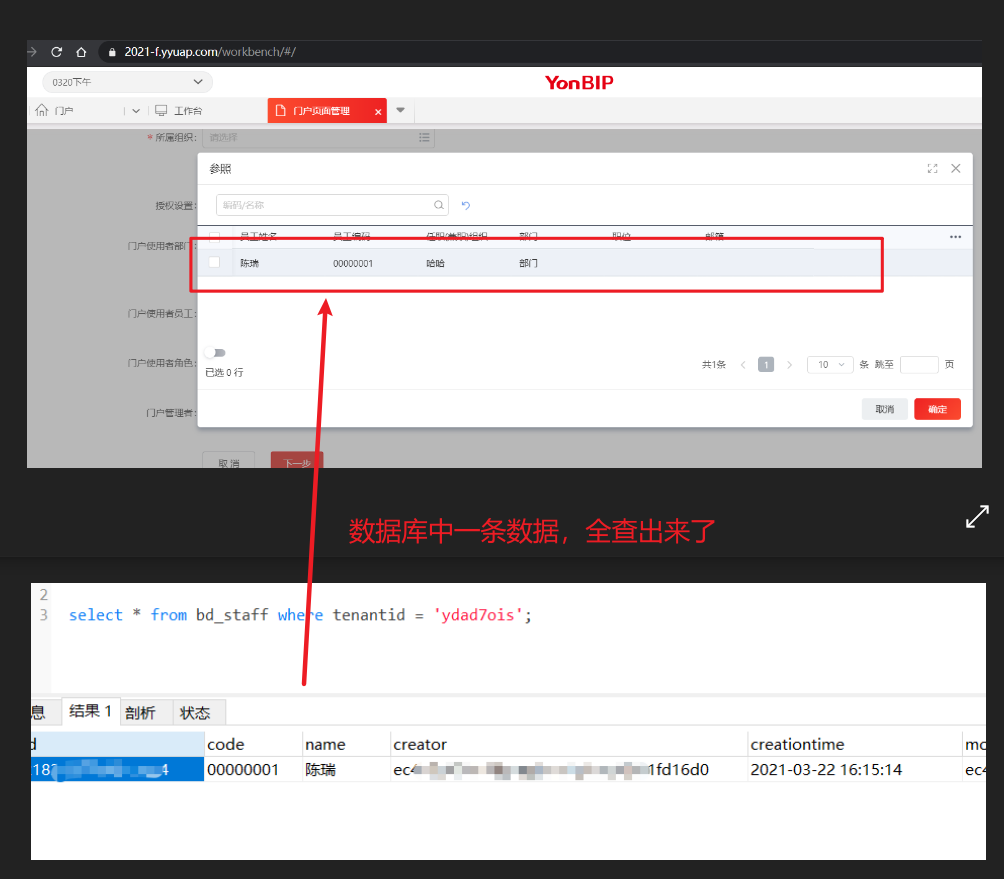 2021-f.yyuap.com/workbench/#/
0320下午
YonBIP
门户 工作台 门户页面管理
* 所属组织: 请选择
参照
授权设置:
编码/名称
门户使用者部门:
员工姓名 员工编码 任职(兼职)组织 部门 职位 邮箱
陈瑞 00000001 哈哈 部门
门户使用者员工:
门户使用者角色:
已选 0 行
共1条 1 10 条 跳至 页
门户管理者:
取消 确定
取消 下一步
数据库中一条数据，全查出来了
2
3 select * from bd_staff where tenantid = 'ydad7ois';
息 结果 1 剖析 状态
d code name creator creationtime mo
00000001 陈瑞 1fd16d0 2021-03-22 16:15:14